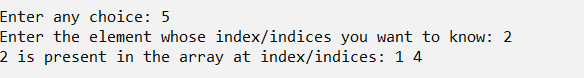 Enter any choice: 5
Enter the element whose index/indices you want to know: 2
2 is present in the array at index/indices: 1 4